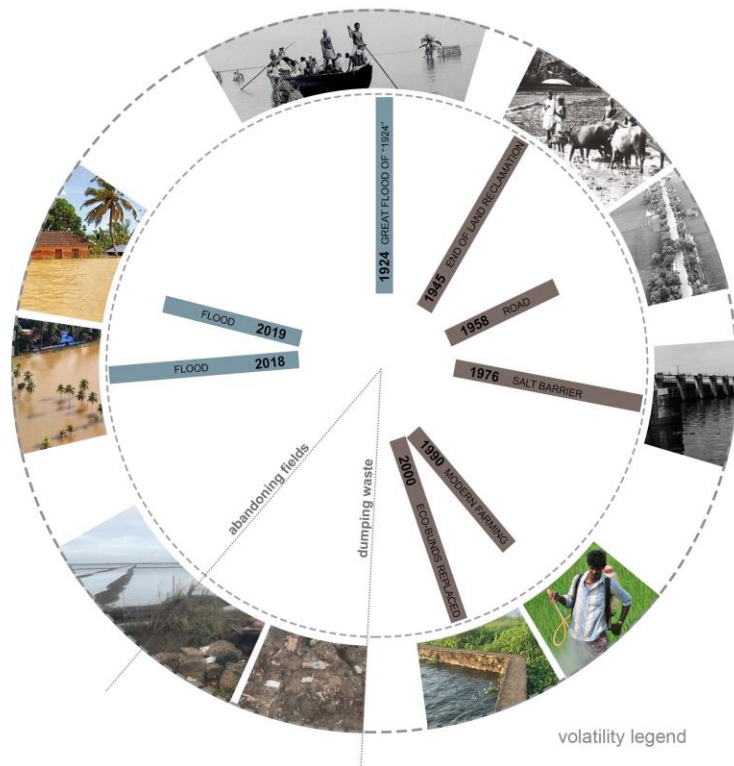 1924 GREAT FLOOD OF "1924"
1945 END OF LAND RECLAMATION
1958 ROAD
1976 SALT BARRIER
1990 MODERN FARMING
2000 ECO-BUNDS REPLACED
dumping waste
abandoning fields
FLOOD 2018
FLOOD 2019
volatility legend